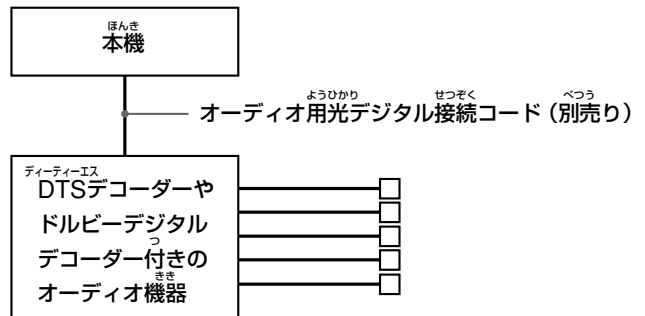 ほんき
本機
ようひかり せつぞく べつう
オーディオ用光デジタル接続コード（別売り）
ディーティーエス
DTSデコーダーや
ドルビーデジタル
つ
デコーダー付きの
きき
オーディオ機器